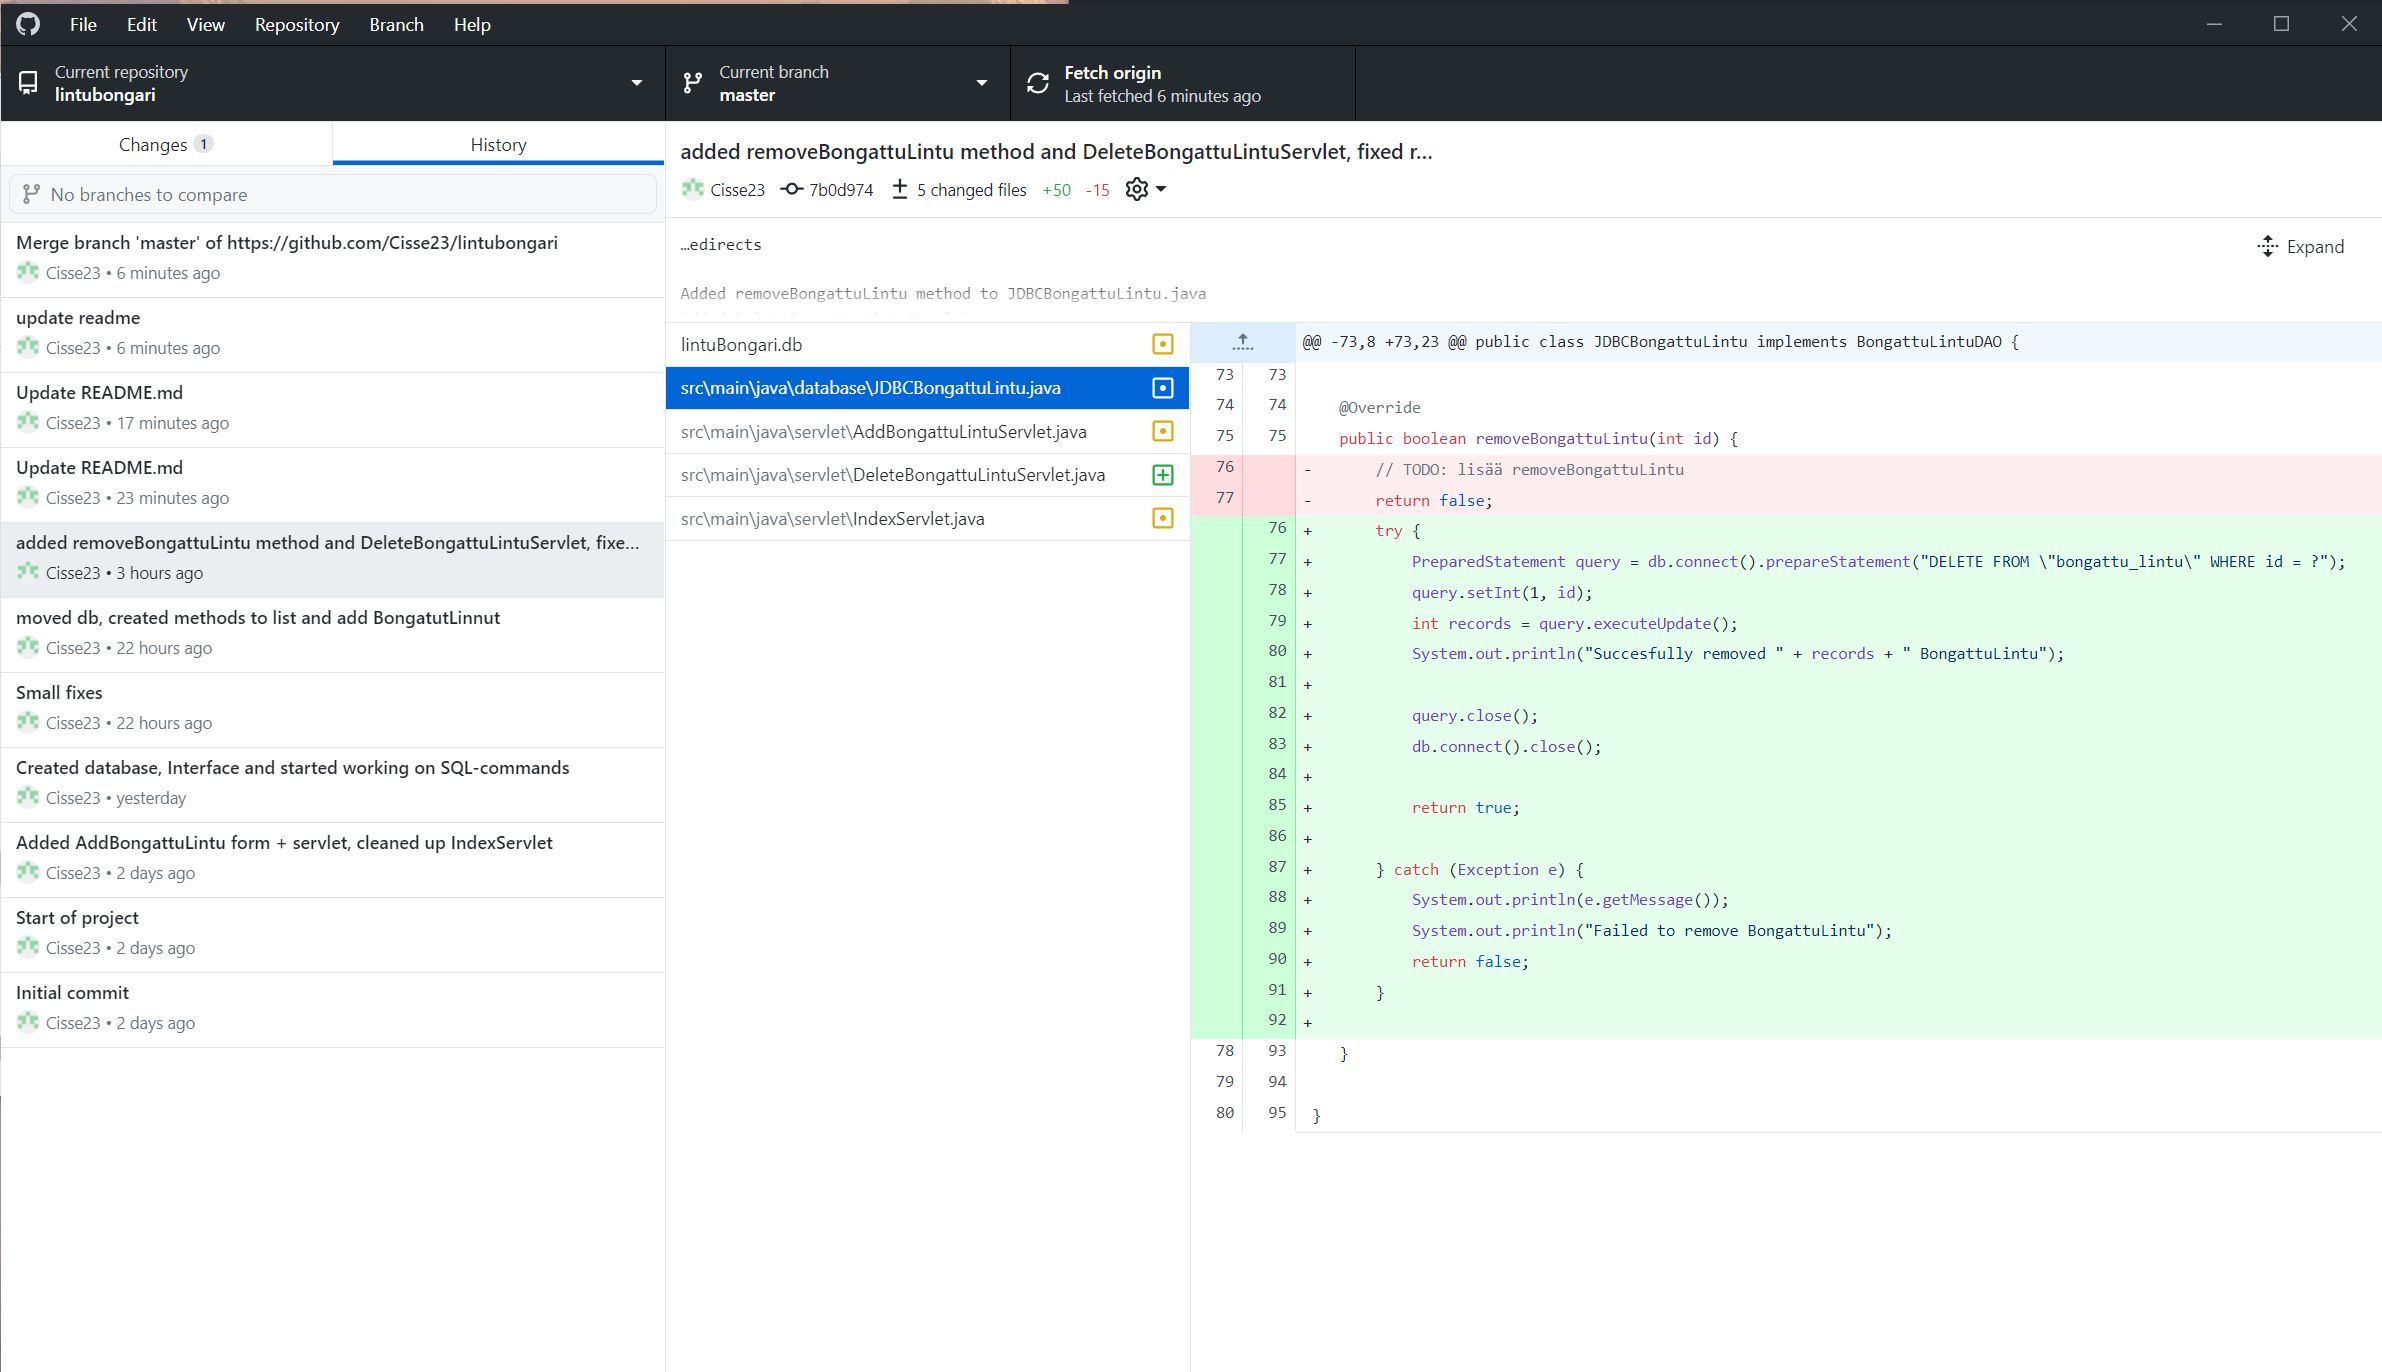 File Edit View Repository Branch Help
Current repository
lintubongari
Current branch
master
Fetch origin
Last fetched 6 minutes ago
Changes 1
History
No branches to compare
Merge branch 'master' of https://github.com/Cisse23/lintubongari
Cisse23 • 6 minutes ago
update readme
Cisse23 • 6 minutes ago
Update README.md
Cisse23 • 17 minutes ago
Update README.md
Cisse23 • 23 minutes ago
added removeBongattuLintu method and DeleteBongattuLintuServlet, fixe...
Cisse23 • 3 hours ago
moved db, created methods to list and add BongatutLinnut
Cisse23 • 22 hours ago
Small fixes
Cisse23 • 22 hours ago
Created database, Interface and started working on SQL-commands
Cisse23 • yesterday
Added AddBongattuLintu form + servlet, cleaned up IndexServlet
Cisse23 • 2 days ago
Start of project
Cisse23 • 2 days ago
Initial commit
Cisse23 • 2 days ago
added removeBongattuLintu method and DeleteBongattuLintuServlet, fixed r...
Cisse23 7b0d974 5 changed files +50 -15
…edirects
Expand
Added removeBongattuLintu method to JDBCBongattuLintu.java
lintuBongari.db
src\main\java\database\JDBCBongattuLintu.java
src\main\java\servlet\AddBongattuLintuServlet.java
src\main\java\servlet\DeleteBongattuLintuServlet.java
src\main\java\servlet\IndexServlet.java
@@ -73,8 +73,23 @@ public class JDBCBongattuLintu implements BongattuLintuDAO {
73 73
74 74 @Override
75 75 public boolean removeBongattuLintu(int id) {
76 - // TODO: lisää removeBongattuLintu
77 - return false;
76 + try {
77 + PreparedStatement query = db.connect().prepareStatement("DELETE FROM \"bongattu_lintu\" WHERE id = ?");
78 + query.setInt(1, id);
79 + int records = query.executeUpdate();
80 + System.out.println("Succesfully removed " + records + " BongattuLintu");
81 +
82 + query.close();
83 + db.connect().close();
84 +
85 + return true;
86 +
87 + } catch (Exception e) {
88 + System.out.println(e.getMessage());
89 + System.out.println("Failed to remove BongattuLintu");
90 + return false;
91 + }
92 +
78 93 }
79 94
80 95 }